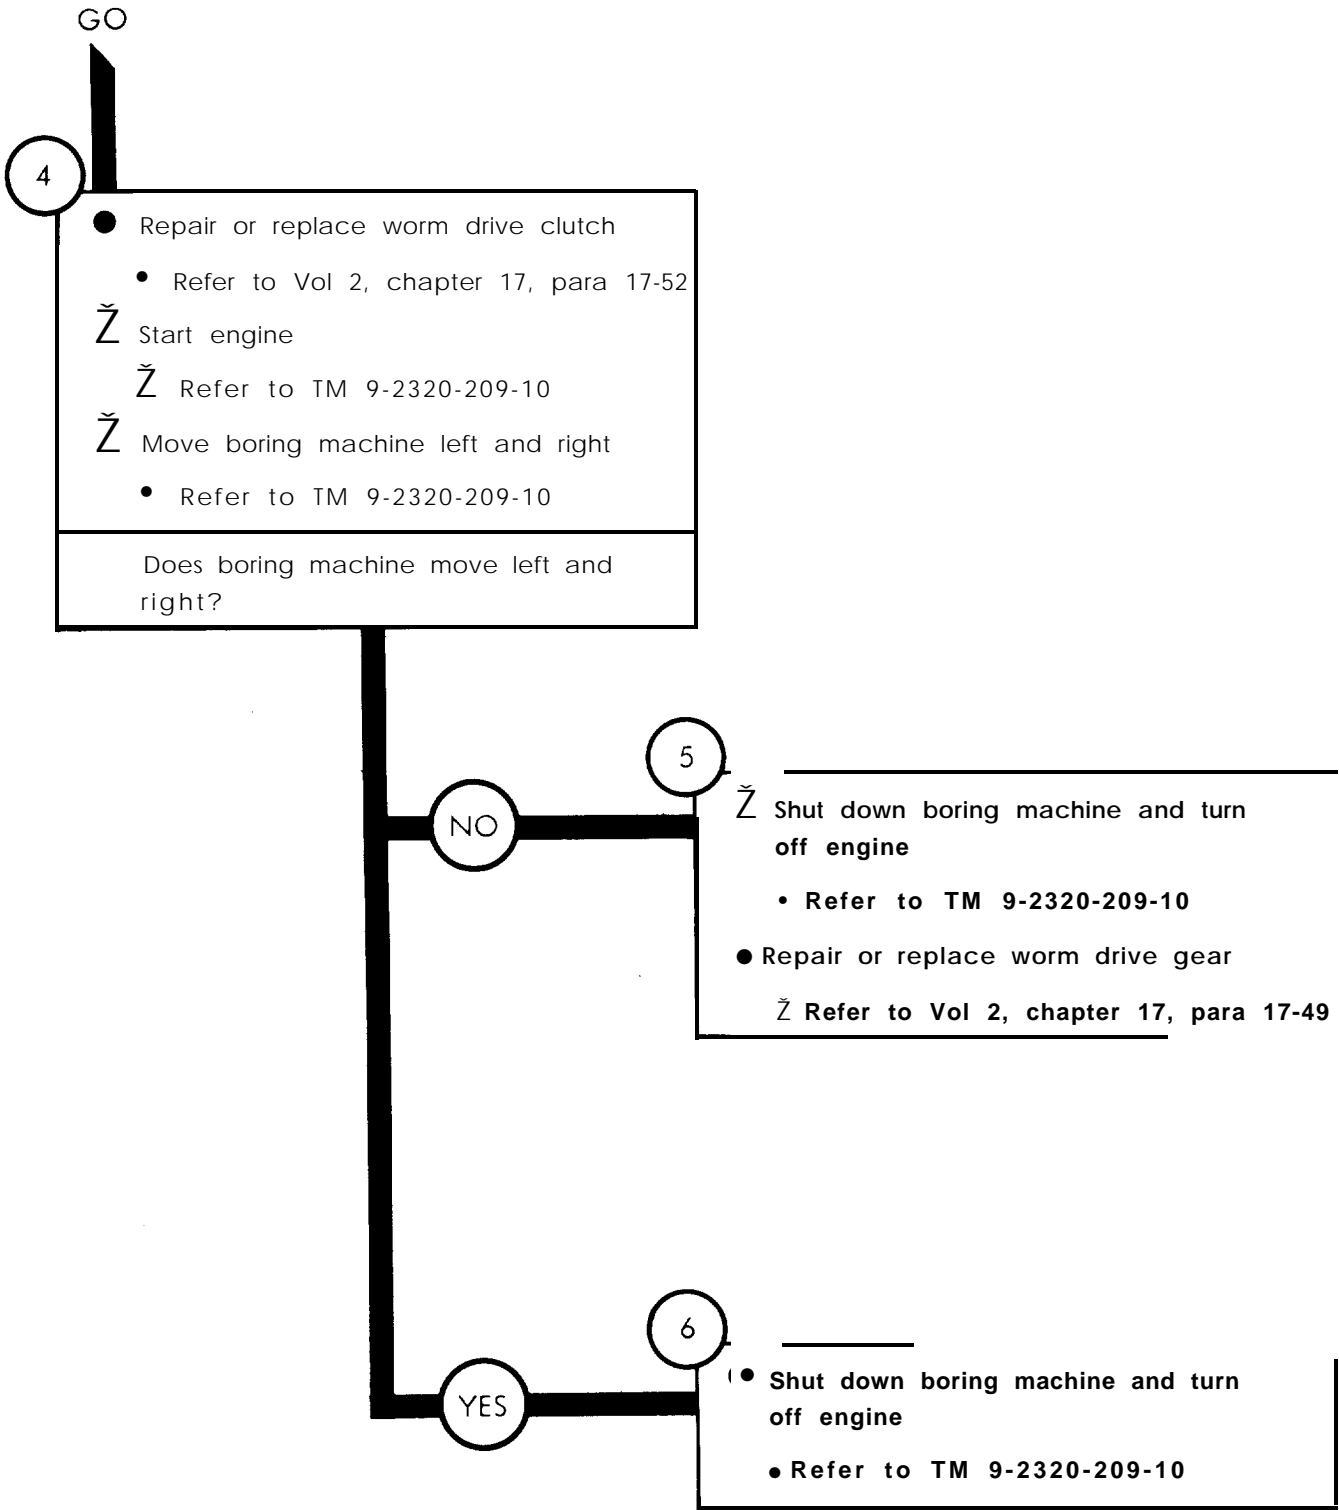 GO
4
● Repair or replace worm drive clutch
• Refer to Vol 2, chapter 17, para 17-52
Ž Start engine
Ž Refer to TM 9-2320-209-10
Ž Move boring machine left and right
• Refer to TM 9-2320-209-10
Does boring machine move left and
right?
5
NO
Ž Shut down boring machine and turn
off engine
• Refer to TM 9-2320-209-10
● Repair or replace worm drive gear
Ž Refer to Vol 2, chapter 17, para 17-49
6
YES
• Shut down boring machine and turn
off engine
● Refer to TM 9-2320-209-10